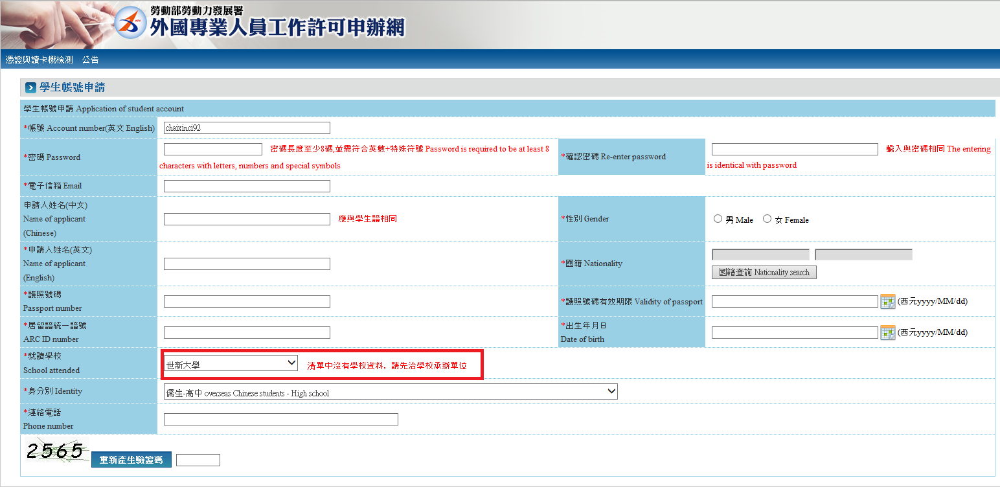 勞動部勞動力發展署
外國專業人員工作許可申辦網
憑證與讀卡機檢測 公告
學生帳號申請
學生帳號申請 Application of student account
*帳號 Account number(英文 English) chaixinci92
*密碼 Password 密碼長度至少8碼,並需符合英數+特殊符號 Password is required to be at least 8
characters with letters, numbers and special symbols
*確認密碼 Re-enter password 輸入與密碼相同 The entering
is identical with password
*電子信箱 Email
申請人姓名(中文)
Name of applicant
(Chinese)
應與學生證相同
*性別 Gender 男 Male 女 Female
*申請人姓名(英文)
Name of applicant
(English)
*國籍 Nationality
國籍查詢 Nationality search
*護照號碼
Passport number
*護照號碼有效期限 Validity of passport (西元yyyy/MM/dd)
*居留證統一證號
ARC ID number
*出生年月日
Date of birth
(西元yyyy/MM/dd)
*就讀學校
School attended
世新大學 清單中沒有學校資料，請先洽學校承辦單位
*身分別 Identity 僑生-高中 overseas Chinese students - High school
*連絡電話
Phone number
2565 重新產生驗證碼